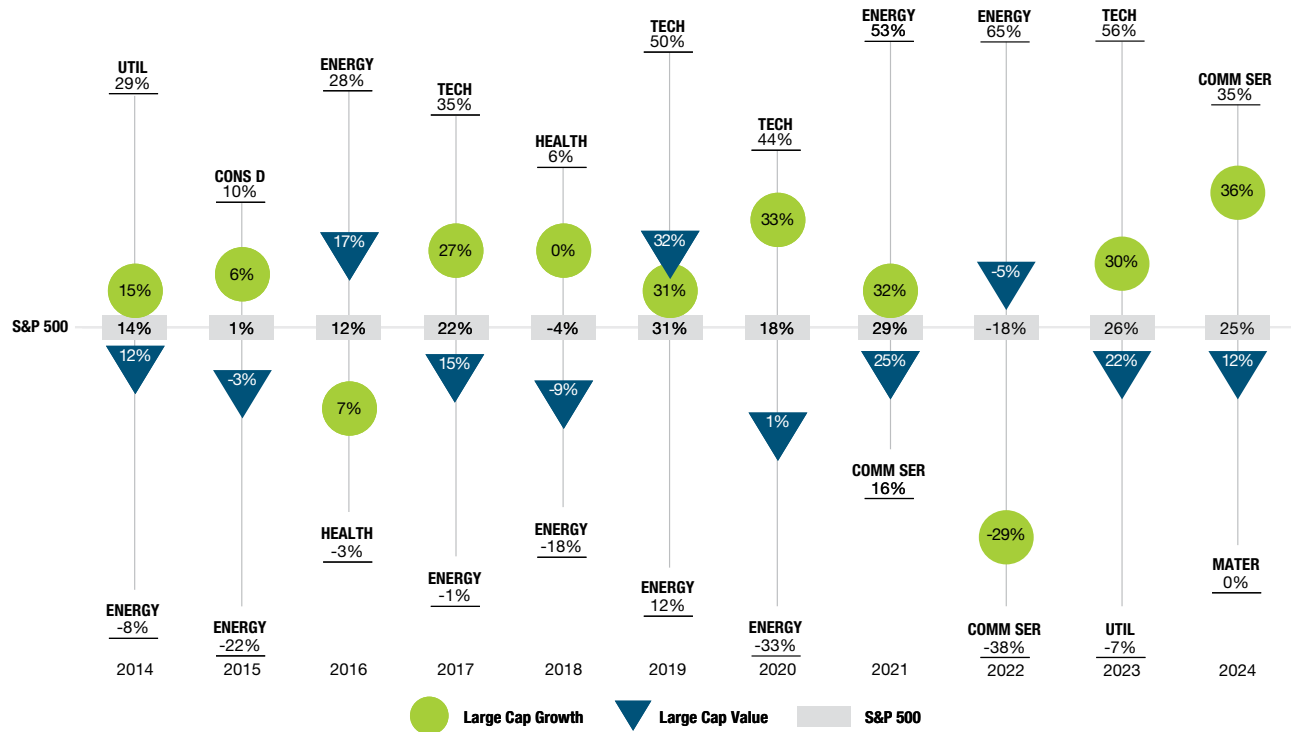 UTIL
29%
15%
14%
12%
ENERGY
-8%
2014
CONS D
10%
6%
1%
-3%
ENERGY
-22%
2015
ENERGY
28%
17%
12%
7%
HEALTH
-3%
2016
TECH
35%
27%
22%
15%
ENERGY
-1%
2017
HEALTH
6%
0%
-4%
-9%
ENERGY
-18%
2018
TECH
50%
32%
31%
31%
ENERGY
12%
2019
TECH
44%
33%
18%
1%
ENERGY
-33%
2020
ENERGY
53%
32%
29%
25%
COMM SER
16%
2021
ENERGY
65%
-5%
-18%
-29%
COMM SER
-38%
2022
TECH
56%
30%
26%
22%
UTIL
-7%
2023
COMM SER
35%
36%
25%
12%
MATER
0%
2024
S&P 500
Large Cap Growth
Large Cap Value
S&P 500